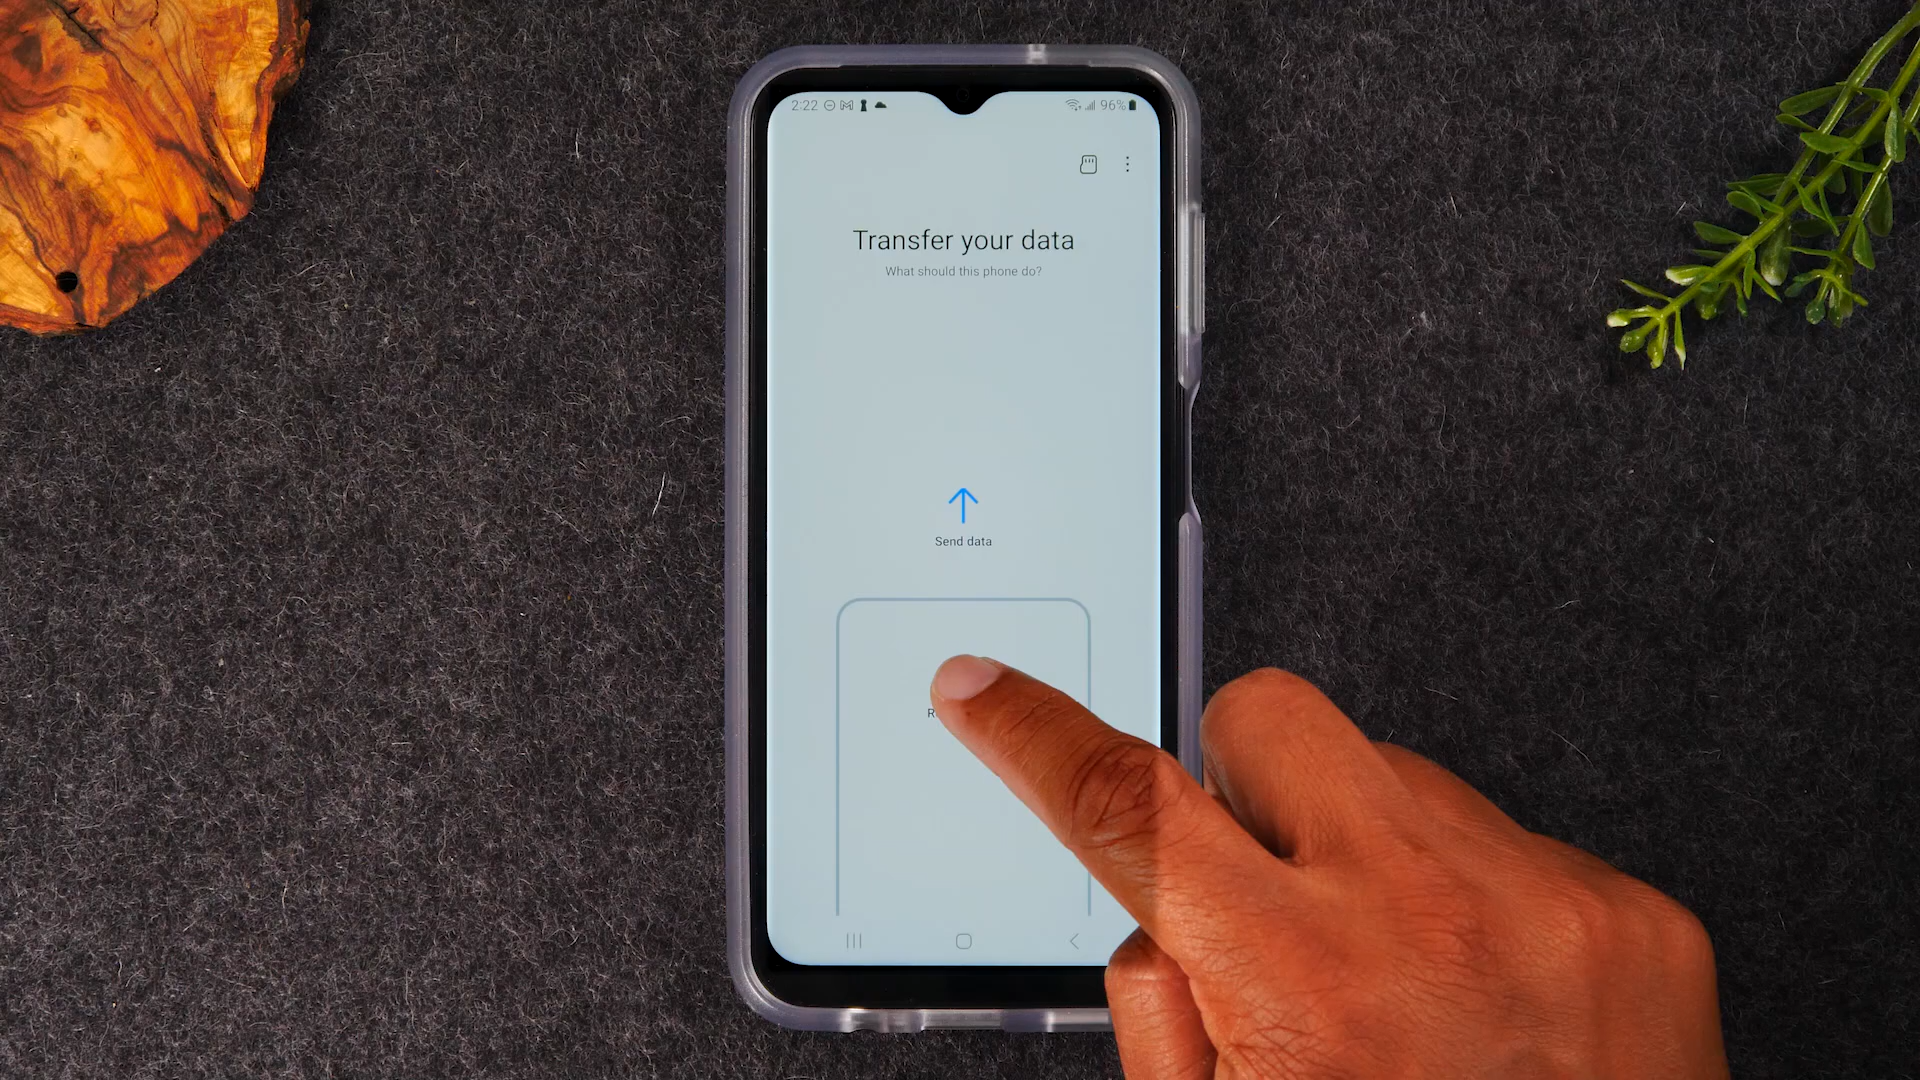 2:22 96%
Transfer your data
What should this phone do?
Send data